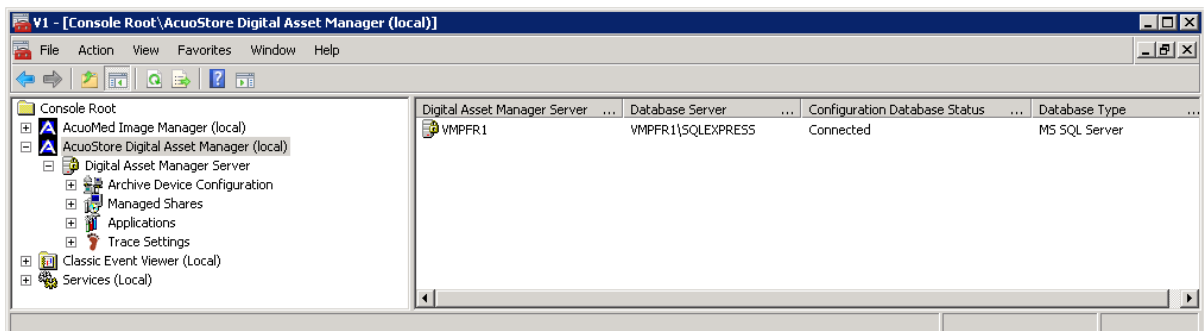 V1 - [Console Root\AcuoStore Digital Asset Manager (local)]
File Action View Favorites Window Help
Console Root
AcuoMed Image Manager (local)
AcuoStore Digital Asset Manager (local)
Digital Asset Manager Server
Archive Device Configuration
Managed Shares
Applications
Trace Settings
Classic Event Viewer (Local)
Services (Local)
Digital Asset Manager Server ... Database Server ... Configuration Database Status ... Database Type ...
VMPFR1 VMPFR1\SQLEXPRESS Connected MS SQL Server